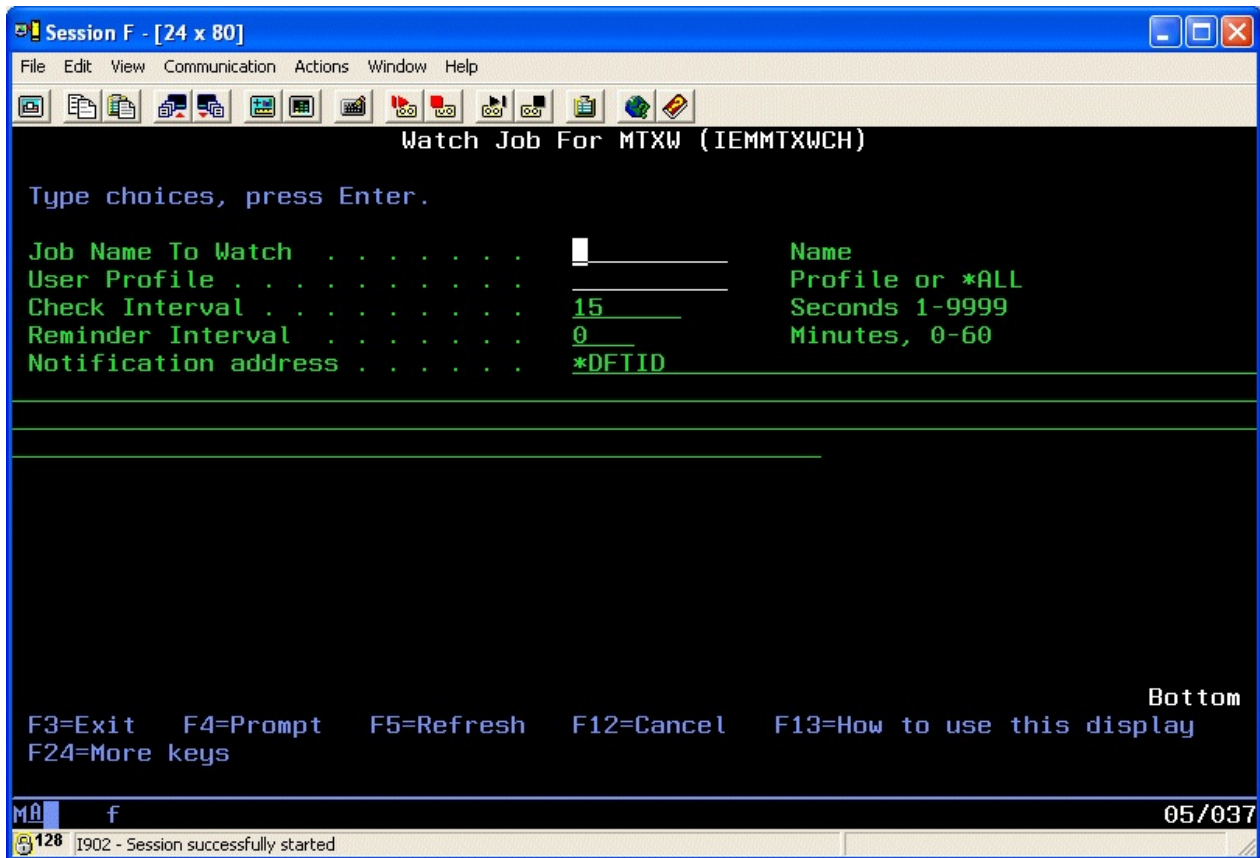 Session F - [24 x 80]
File Edit View Communication Actions Window Help
Watch Job For MTXW (IEMMTXWCH)
Type choices, press Enter.
Job Name To Watch . . . . . . . Name
User Profile . . . . . . . . . . Profile or *ALL
Check Interval . . . . . . . . . 15 Seconds 1-9999
Reminder Interval . . . . . . . 0 Minutes, 0-60
Notification address . . . . . . *DFTID
Bottom
F3=Exit F4=Prompt F5=Refresh F12=Cancel F13=How to use this display
F24=More keys
MA f 05/037
128 I902 - Session successfully started